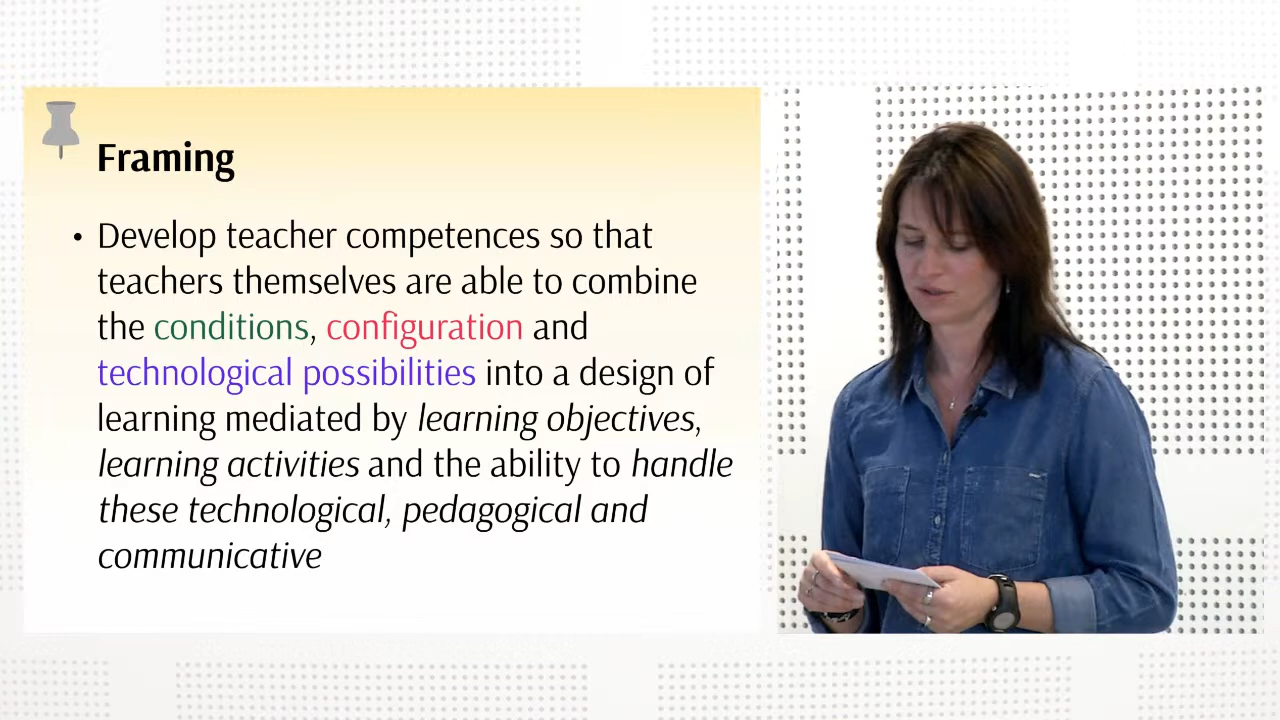 Framing
• Develop teacher competences so that
teachers themselves are able to combine
the conditions, configuration and
technological possibilities into a design of
learning mediated by learning objectives,
learning activities and the ability to handle
these technological, pedagogical and
communicative